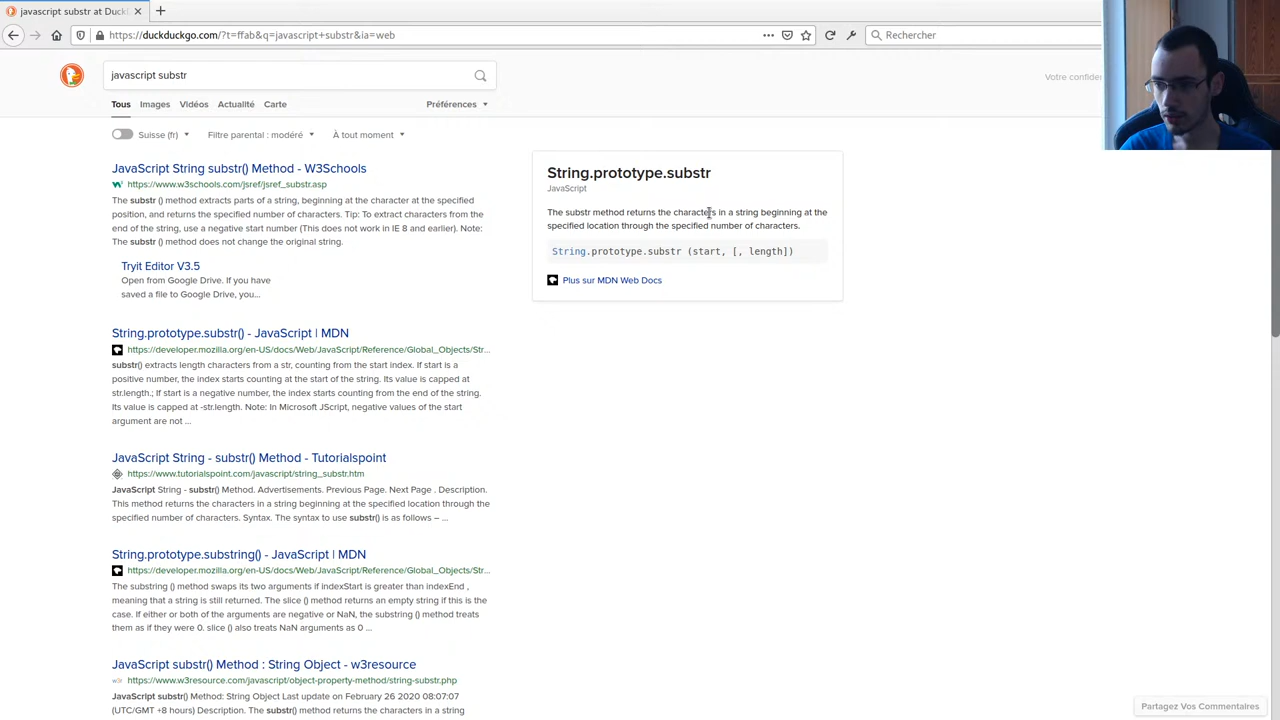 javascript substr at Duck
https://duckduckgo.com/?t=ffab&q=javascript+substr&ia=web
Rechercher
javascript substr
Votre confiden
Tous Images Vidéos Actualité Carte Préférences
Suisse (fr) Filtre parental : modéré À tout moment
JavaScript String substr() Method - W3Schools
https://www.w3schools.com/jsref/jsref_substr.asp
The substr () method extracts parts of a string, beginning at the character at the specified
position, and returns the specified number of characters. Tip: To extract characters from the
end of the string, use a negative start number (This does not work in IE 8 and earlier). Note:
The substr () method does not change the original string.
Tryit Editor V3.5
Open from Google Drive. If you have
saved a file to Google Drive, you...
String.prototype.substr() - JavaScript | MDN
https://developer.mozilla.org/en-US/docs/Web/JavaScript/Reference/Global_Objects/Str...
substr() extracts length characters from a str, counting from the start index. If start is a
positive number, the index starts counting at the start of the string. Its value is capped at
str.length.; If start is a negative number, the index starts counting from the end of the string.
Its value is capped at -str.length. Note: In Microsoft JScript, negative values of the start
argument are not ...
JavaScript String - substr() Method - Tutorialspoint
https://www.tutorialspoint.com/javascript/string_substr.htm
JavaScript String - substr() Method. Advertisements. Previous Page. Next Page . Description.
This method returns the characters in a string beginning at the specified location through the
specified number of characters. Syntax. The syntax to use substr() is as follows – ...
String.prototype.substring() - JavaScript | MDN
https://developer.mozilla.org/en-US/docs/Web/JavaScript/Reference/Global_Objects/Str...
The substring () method swaps its two arguments if indexStart is greater than indexEnd ,
meaning that a string is still returned. The slice () method returns an empty string if this is the
case. If either or both of the arguments are negative or NaN, the substring () method treats
them as if they were 0. slice () also treats NaN arguments as 0 ...
JavaScript substr() Method : String Object - w3resource
https://www.w3resource.com/javascript/object-property-method/string-substr.php
JavaScript substr() Method: String Object Last update on February 26 2020 08:07:07
(UTC/GMT +8 hours) Description. The substr() method returns the characters in a string
String.prototype.substr
JavaScript
The substr method returns the characters in a string beginning at the
specified location through the specified number of characters.
String.prototype.substr (start, [, length])
Plus sur MDN Web Docs
Partagez Vos Commentaires